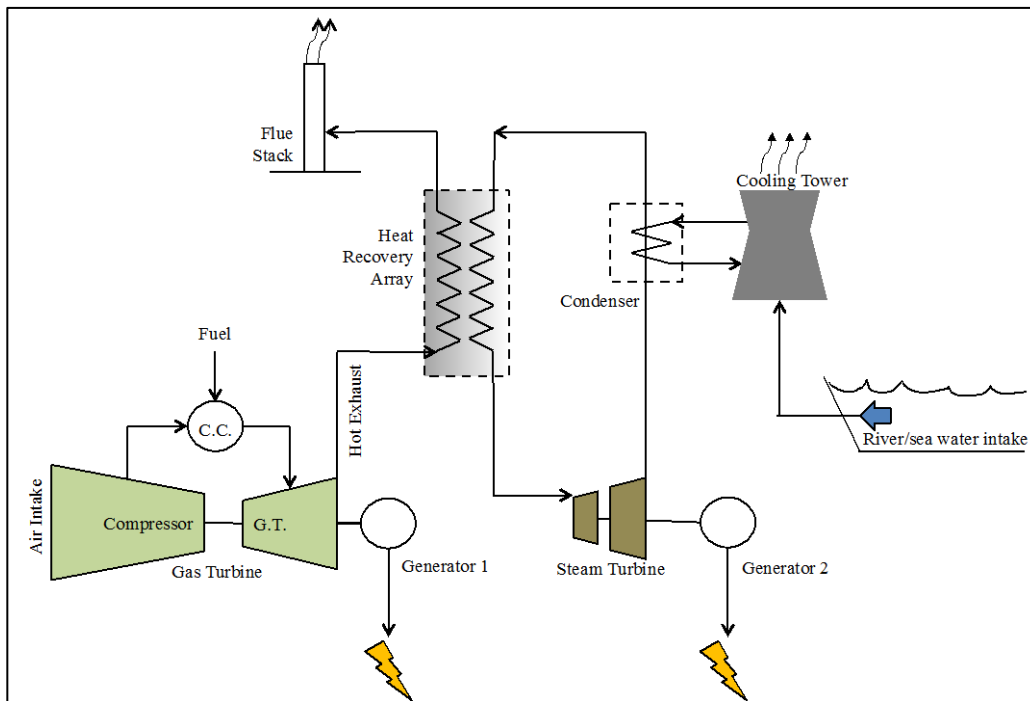 Flue
Stack
Cooling Tower
Heat
Recovery
Array
Condenser
Fuel
Hot Exhaust
C.C.
River/sea water intake
Air Intake
Compressor
G.T.
Gas Turbine
Generator 1
Steam Turbine
Generator 2